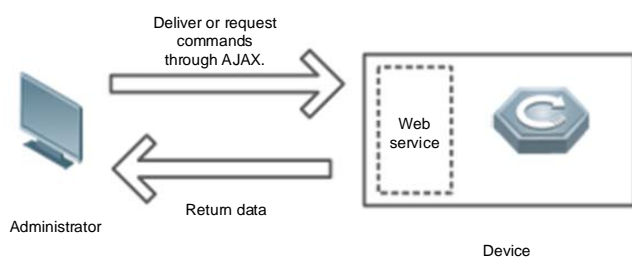 Deliver or request
commands
through AJAX.
Web
service
Return data
Administrator
Device